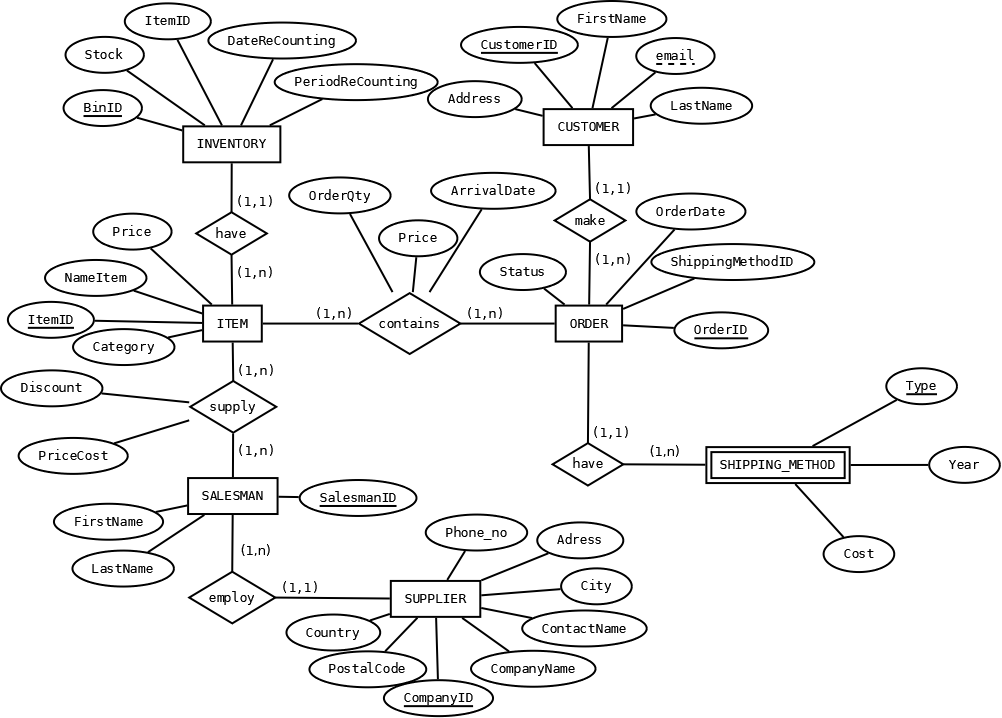 FirstName
ItemID
DateReCounting
CustomerID
Stock
email
PeriodReCounting
Address
LastName
BinID
CUSTOMER
INVENTORY
(1,1)
ArrivalDate
OrderQty
(1,1)
OrderDate
make
Price
have
Price
(1,n)
ShippingMethodID
(1,n)
Status
NameItem
(1,n)
(1,n)
ItemID
ITEM
contains
ORDER
OrderID
Category
(1,n)
Discount
Type
supply
(1,1)
(1,n)
(1,n)
PriceCost
have
SHIPPING_METHOD
Year
SALESMAN
SalesmanID
FirstName
Phone_no
Adress
(1,n)
Cost
LastName
(1,1)
City
employ
SUPPLIER
ContactName
Country
PostalCode
CompanyName
CompanyID